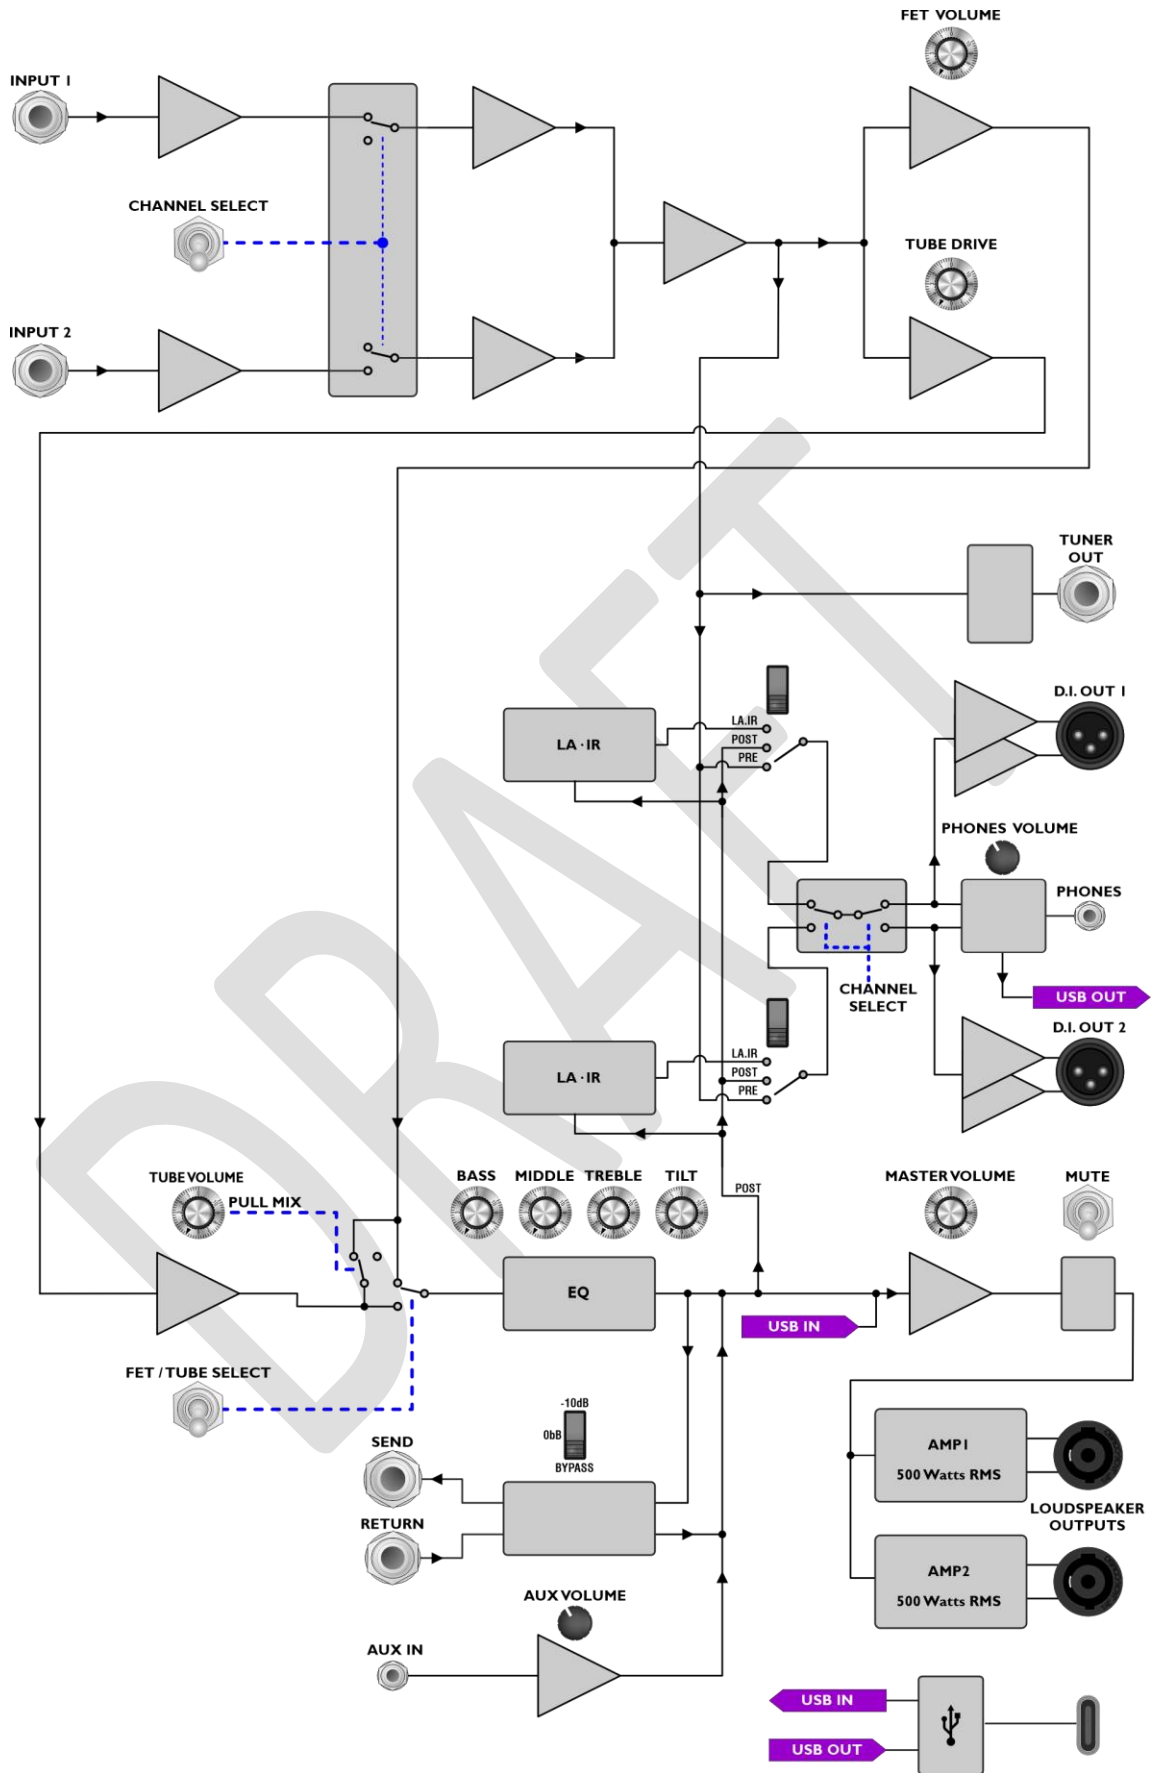 FET VOLUME
INPUT 1
CHANNEL SELECT
TUBE DRIVE
INPUT 2
TUNER
OUT
D.I. OUT 1
LA.IR
LA·IR
POST
PRE
PHONES VOLUME
PHONES
CHANNEL
SELECT
USB OUT
D.I. OUT 2
LA.IR
LA·IR
POST
PRE
TUBE VOLUME
PULL MIX
BASS
MIDDLE
TREBLE
TILT
POST
MASTER VOLUME
MUTE
EQ
USB IN
FET / TUBE SELECT
-10dB
0bB
BYPASS
SEND
RETURN
AMP1
500 Watts RMS
LOUDSPEAKER
OUTPUTS
AMP2
500 Watts RMS
AUX VOLUME
AUX IN
USB IN
USB OUT
DRAFT